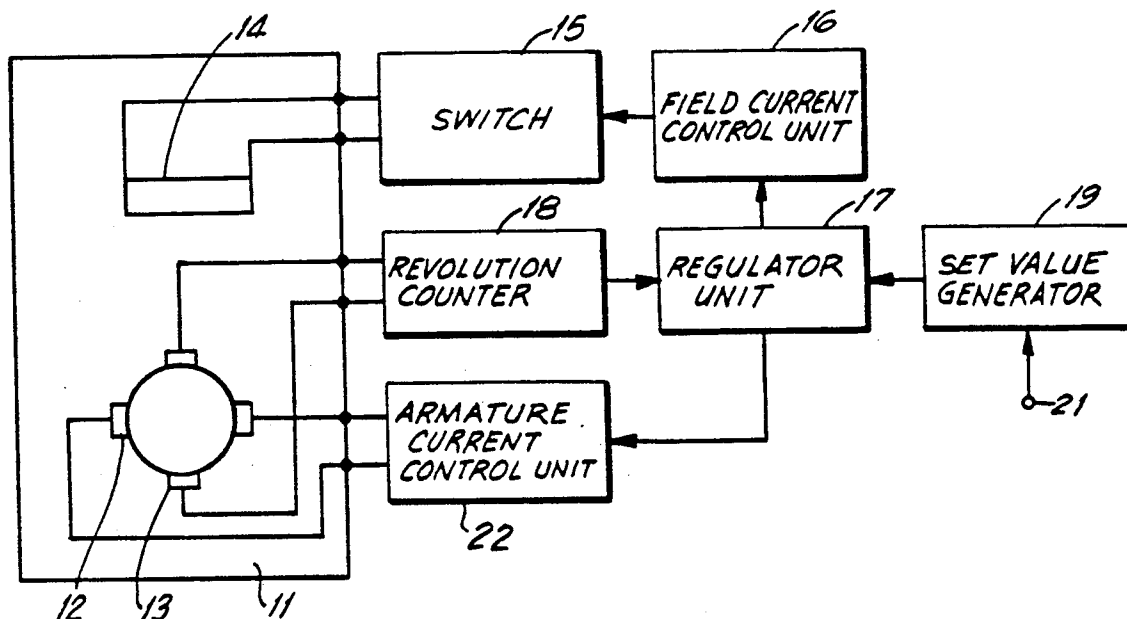 14
15
16
SWITCH
FIELD CURRENT
CONTROL UNIT
18
17
19
REVOLUTION
COUNTER
REGULATOR
UNIT
SET VALUE
GENERATOR
21
ARMATURE
CURRENT
CONTROL UNIT
22
12
13
11